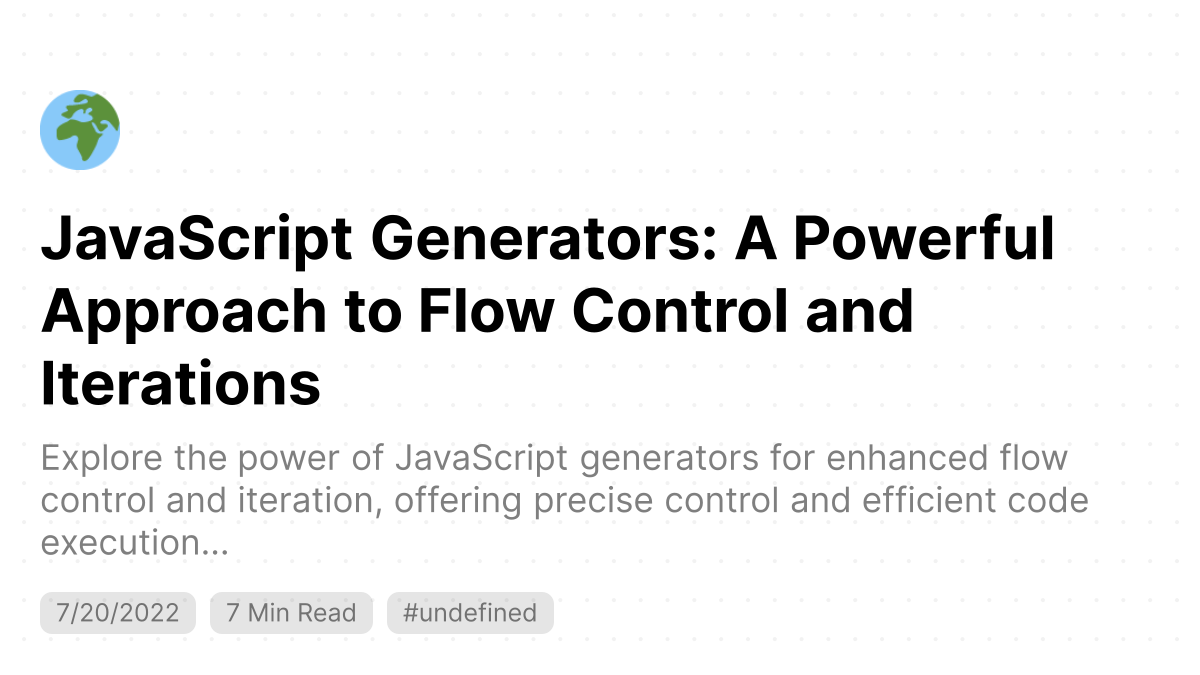 JavaScript Generators: A Powerful
Approach to Flow Control and
Iterations
Explore the power of JavaScript generators for enhanced flow
control and iteration, offering precise control and efficient code
execution...
7/20/2022 7 Min Read #undefined